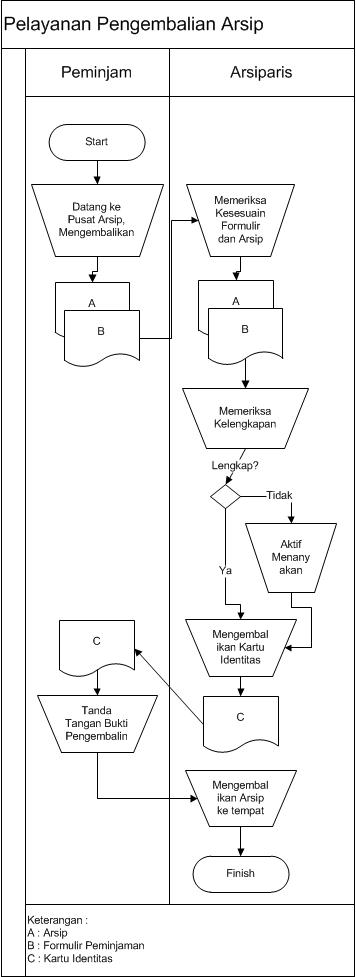 Pelayanan Pengembalian Arsip
Peminjam
Arsiparis
Start
Datang ke
Pusat Arsip,
Mengembalikan
A
B
Memeriksa
Kesesuain
Formulir
dan Arsip
A
B
Memeriksa
Kelengkapan
Lengkap?
Tidak
Ya
Aktif
Menany
akan
Mengembal
ikan Kartu
Identitas
C
C
Tanda
Tangan Bukti
Pengembalin
Mengembal
ikan Arsip
ke tempat
Finish
Keterangan :
A : Arsip
B : Formulir Peminjaman
C : Kartu Identitas